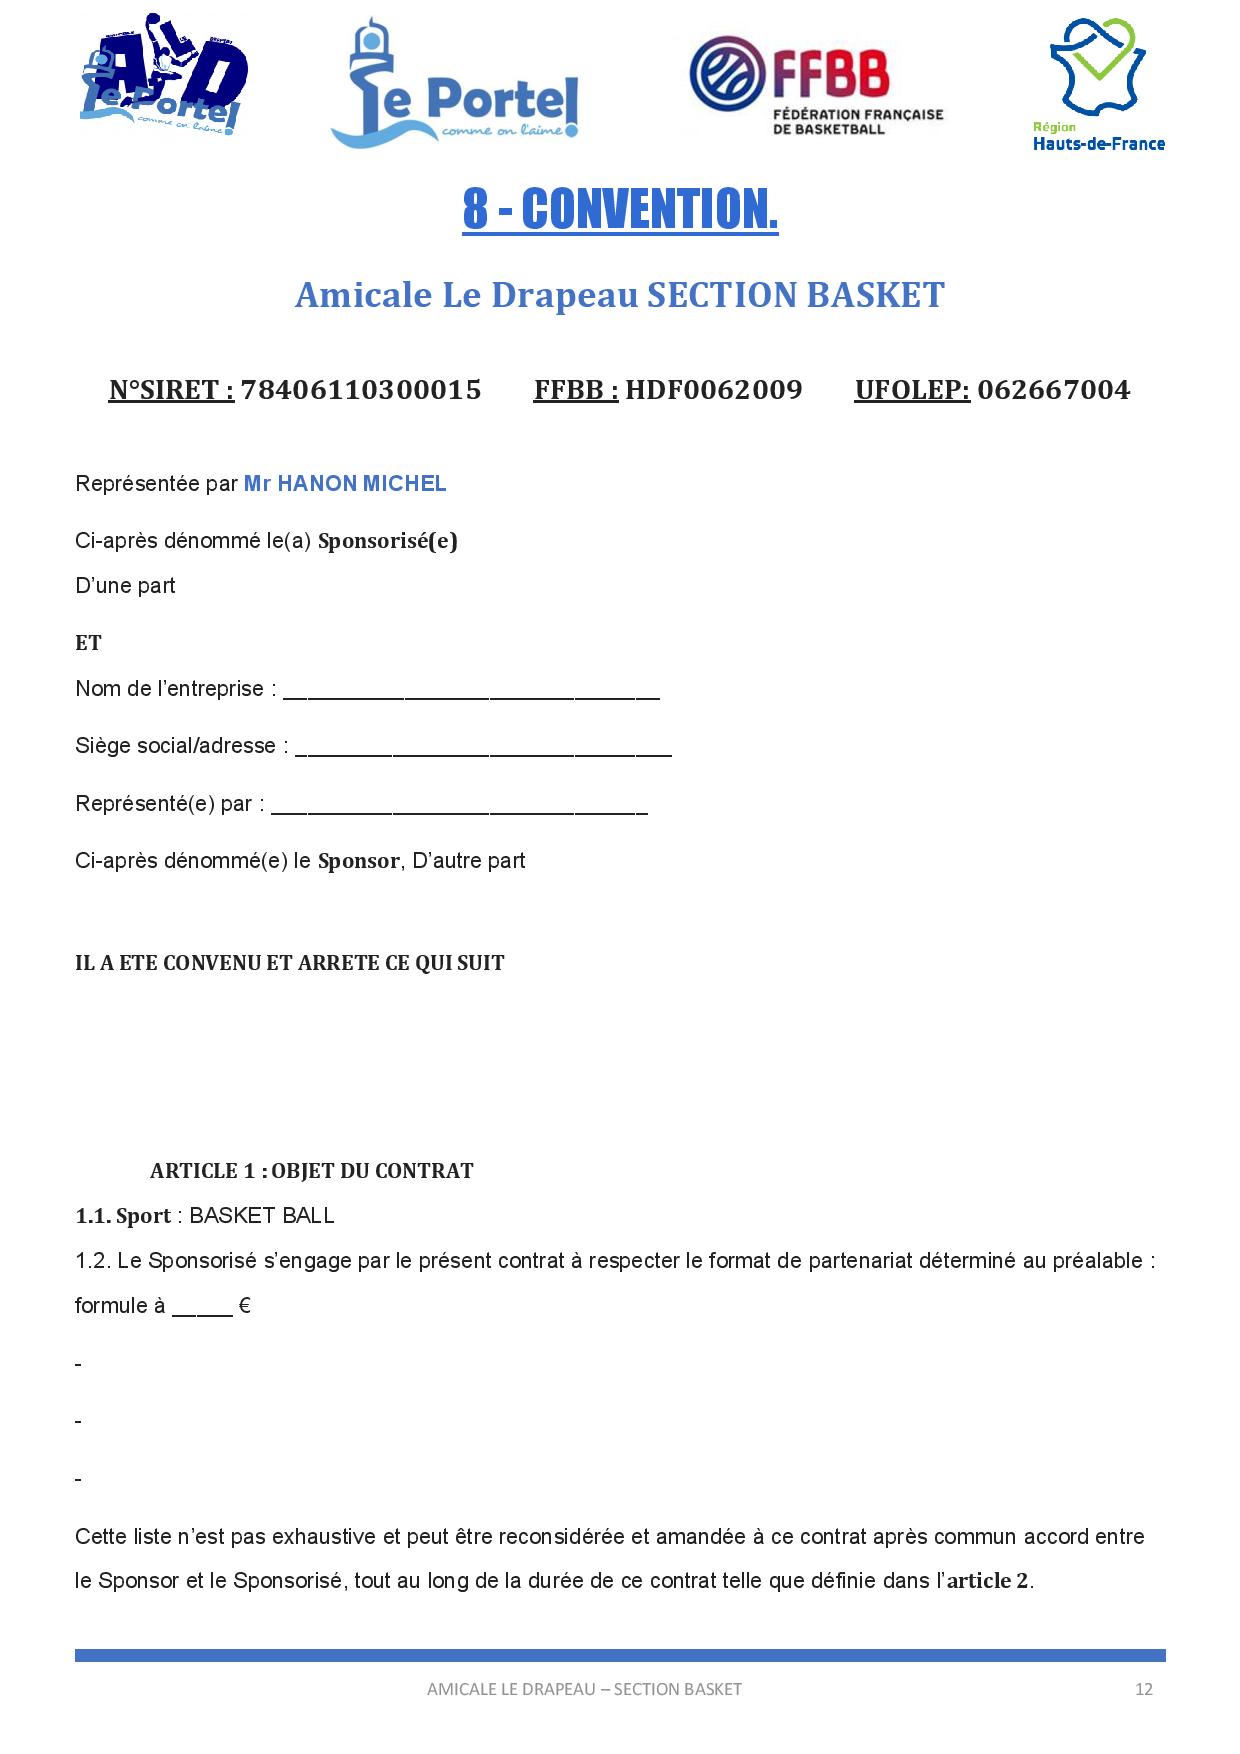 ALD
Le Portel
comme on l'aime
Le Portel
comme on l'aime
FFBB
FÉDÉRATION FRANÇAISE
DE BASKETBALL
Région
Hauts-de-France
8 - CONVENTION.
Amicale Le Drapeau SECTION BASKET
N°SIRET : 78406110300015 FFBB : HDF0062009 UFOLEP: 062667004
Représentée par Mr HANON MICHEL
Ci-après dénommé le(a) Sponsorisé(e)
D’une part
ET
Nom de l’entreprise : _______________________________
Siège social/adresse : _______________________________
Représenté(e) par : _______________________________
Ci-après dénommé(e) le Sponsor, D’autre part
IL A ETE CONVENU ET ARRETE CE QUI SUIT
ARTICLE 1 : OBJET DU CONTRAT
1.1. Sport : BASKET BALL
1.2. Le Sponsorisé s’engage par le présent contrat à respecter le format de partenariat déterminé au préalable :
formule à _____ €
-
-
-
Cette liste n’est pas exhaustive et peut être reconsidérée et amandée à ce contrat après commun accord entre
le Sponsor et le Sponsorisé, tout au long de la durée de ce contrat telle que définie dans l’article 2.
AMICALE LE DRAPEAU – SECTION BASKET 12